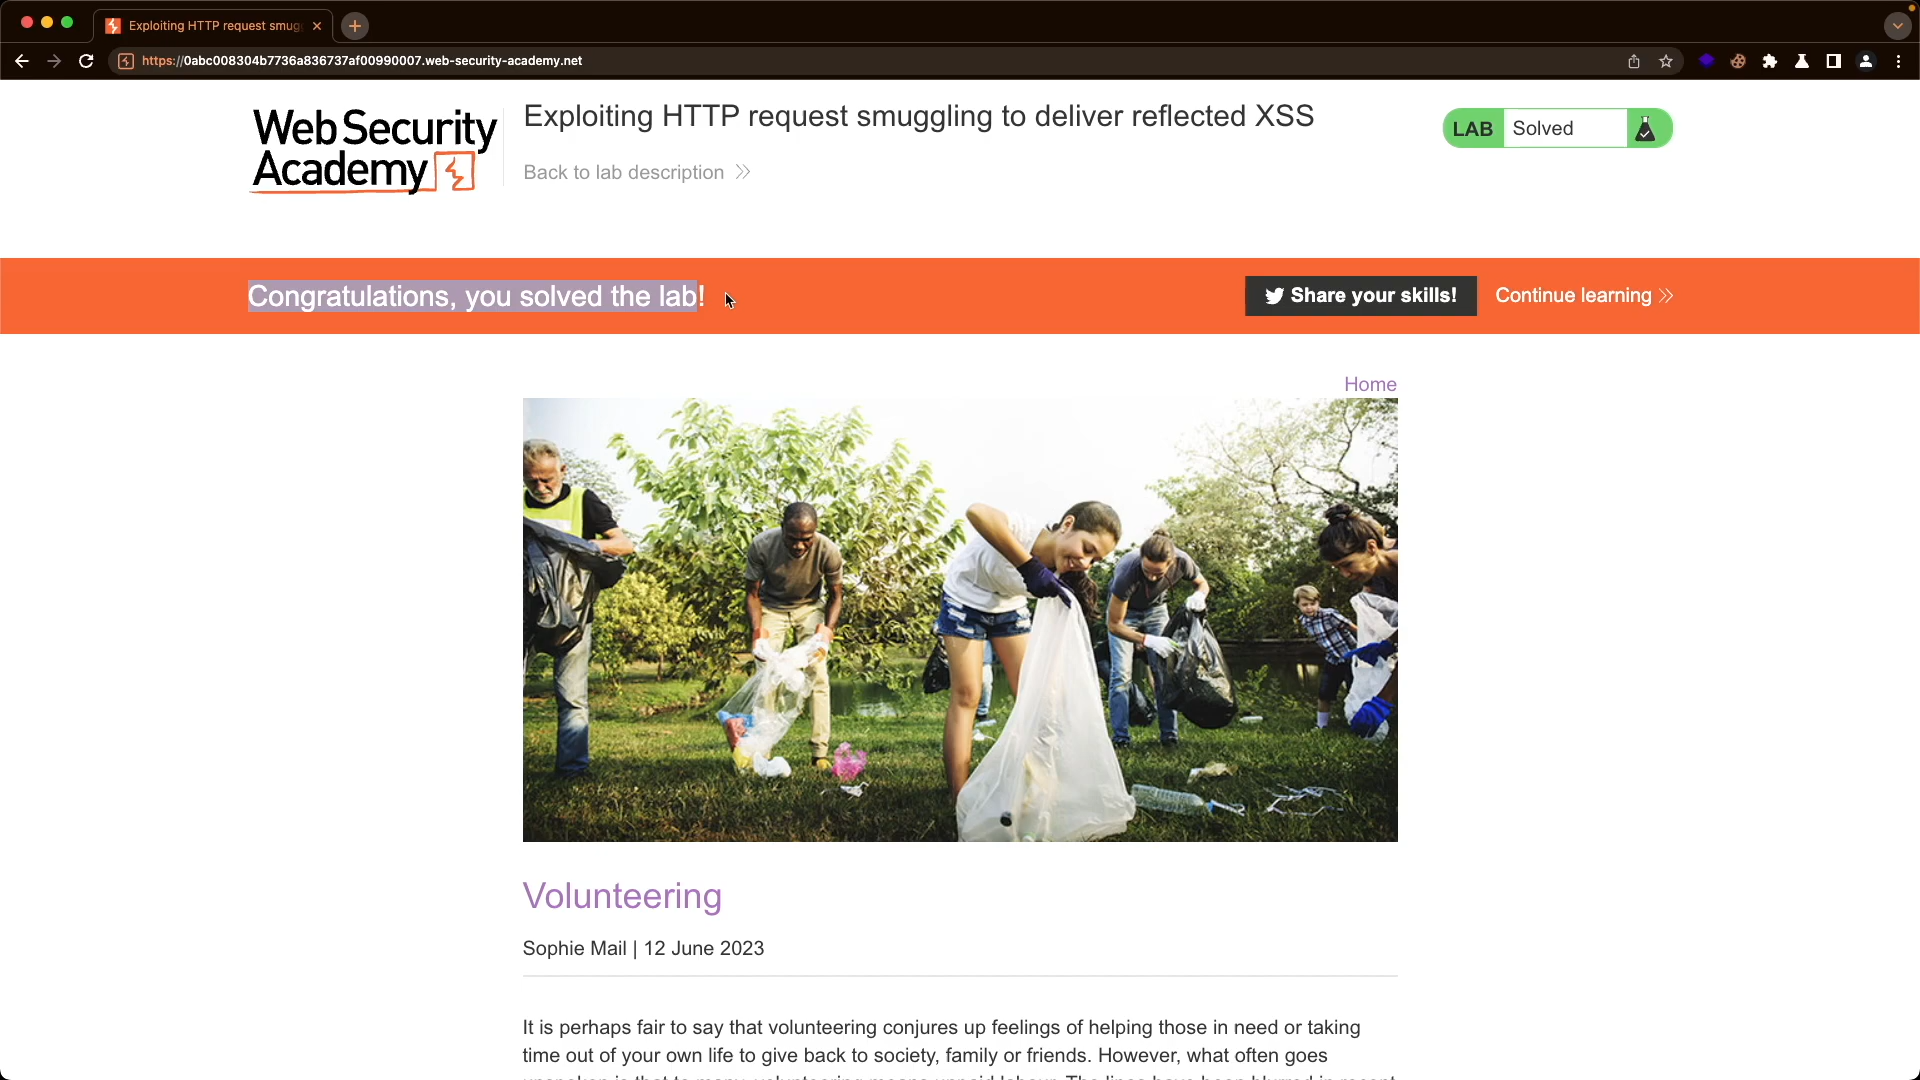 Exploiting HTTP request smug
https://0abc008304b7736a836737af00990007.web-security-academy.net
Web Security
Academy
Exploiting HTTP request smuggling to deliver reflected XSS
Back to lab description
LAB Solved
Congratulations, you solved the lab!
Share your skills!
Continue learning
Home
Volunteering
Sophie Mail | 12 June 2023
It is perhaps fair to say that volunteering conjures up feelings of helping those in need or taking
time out of your own life to give back to society, family or friends. However, what often goes